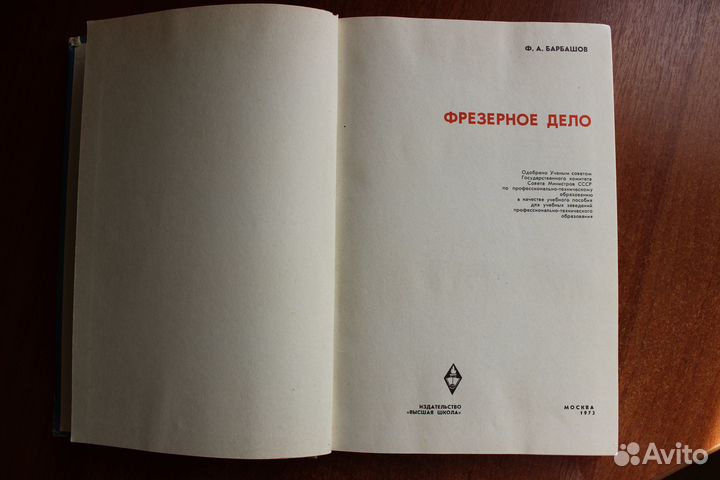 Ф. А. БАРБАШОВ
ФРЕЗЕРНОЕ ДЕЛО
Одобрено Ученым советом
Государственного комитета
Совета Министров СССР
по профессионально-техническому
образованию
в качестве учебного пособия
для учебных заведений
профессионально-технического
образования
ИЗДАТЕЛЬСТВО
«ВЫСШАЯ ШКОЛА»
МОСКВА
1973
Avito